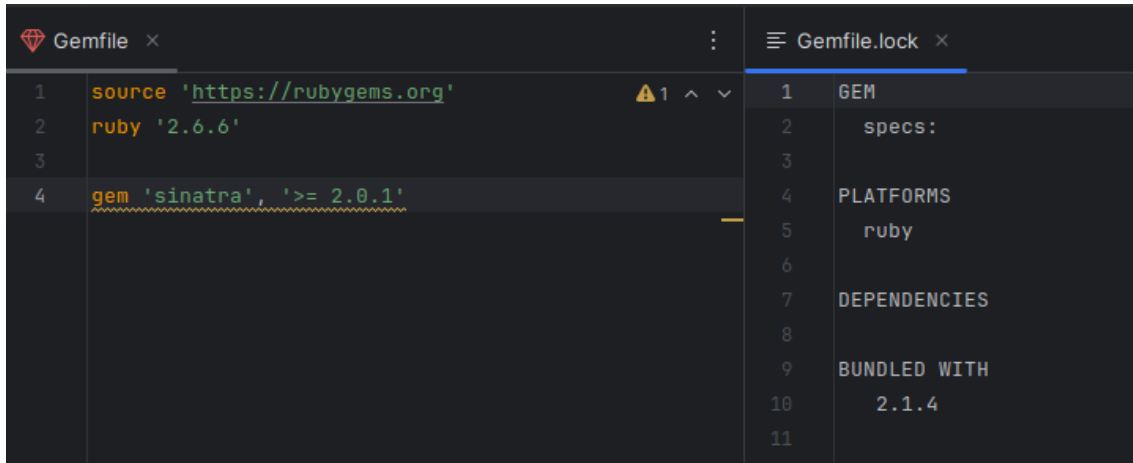 Gemfile
1 source 'https://rubygems.org'
2 ruby '2.6.6'
3
4 gem 'sinatra', '>= 2.0.1'
1
Gemfile.lock
1 GEM
2   specs:
3
4 PLATFORMS
5   ruby
6
7 DEPENDENCIES
8
9 BUNDLED WITH
10    2.1.4
11